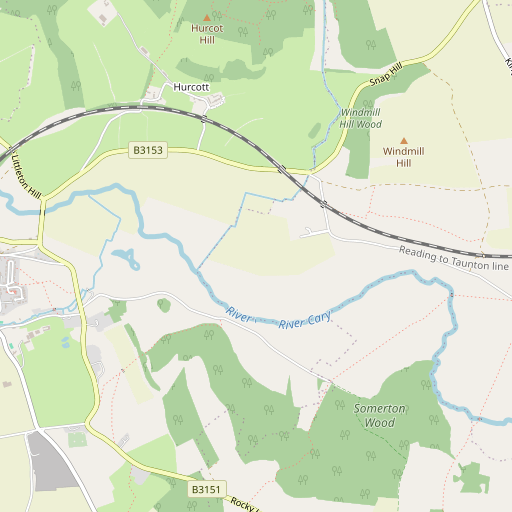 Hurcot
Hill
Hurcott
Snap Hill
Windmill
Hill Wood
Windmill
Hill
B3153
Littleton Hill
Reading to Taunton line
River
River Cary
Somerton
Wood
B3151
Rocky